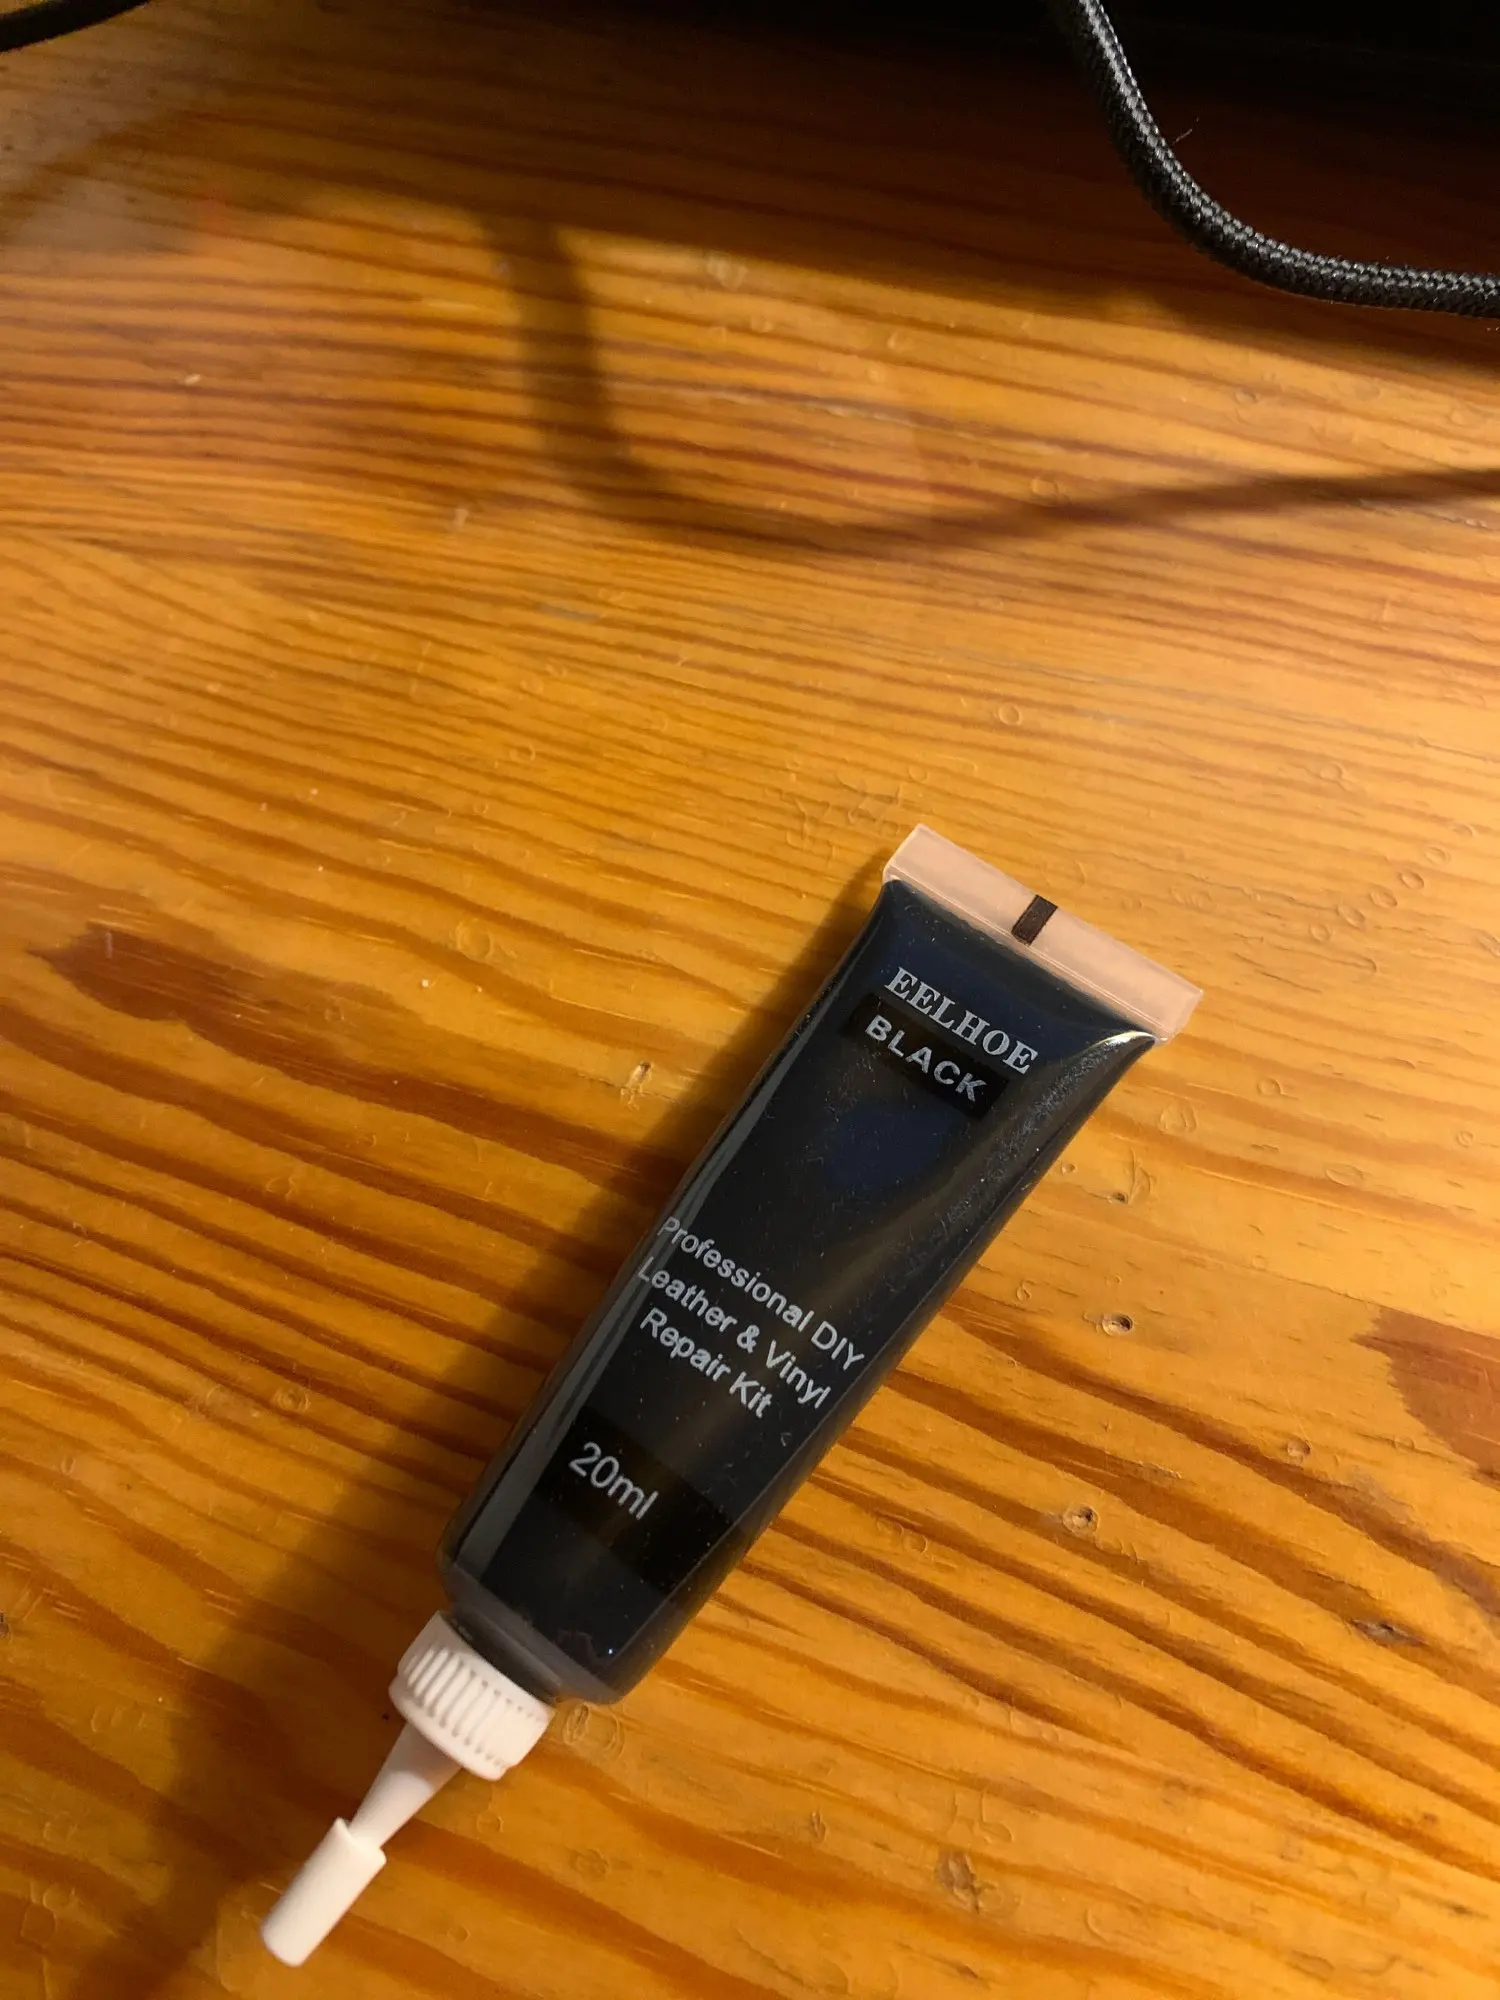 EELHOE
BLACK
Professional DIY
Leather & Vinyl
Repair Kit
20ml